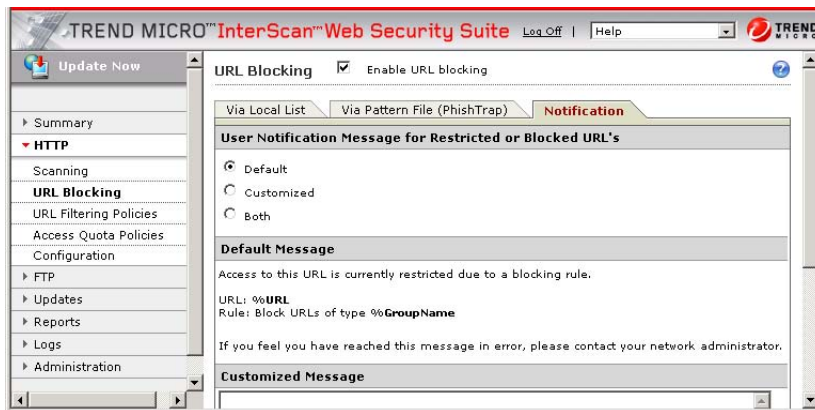 TREND MICRO™ InterScan™ Web Security Suite Log Off | Help TREND MICRO
Update Now
Summary
HTTP
Scanning
URL Blocking
URL Filtering Policies
Access Quota Policies
Configuration
FTP
Updates
Reports
Logs
Administration
URL Blocking Enable URL blocking ?
Via Local List Via Pattern File (PhishTrap) Notification
User Notification Message for Restricted or Blocked URL's
Default
Customized
Both
Default Message
Access to this URL is currently restricted due to a blocking rule.
URL: %URL
Rule: Block URLs of type %GroupName
If you feel you have reached this message in error, please contact your network administrator.
Customized Message